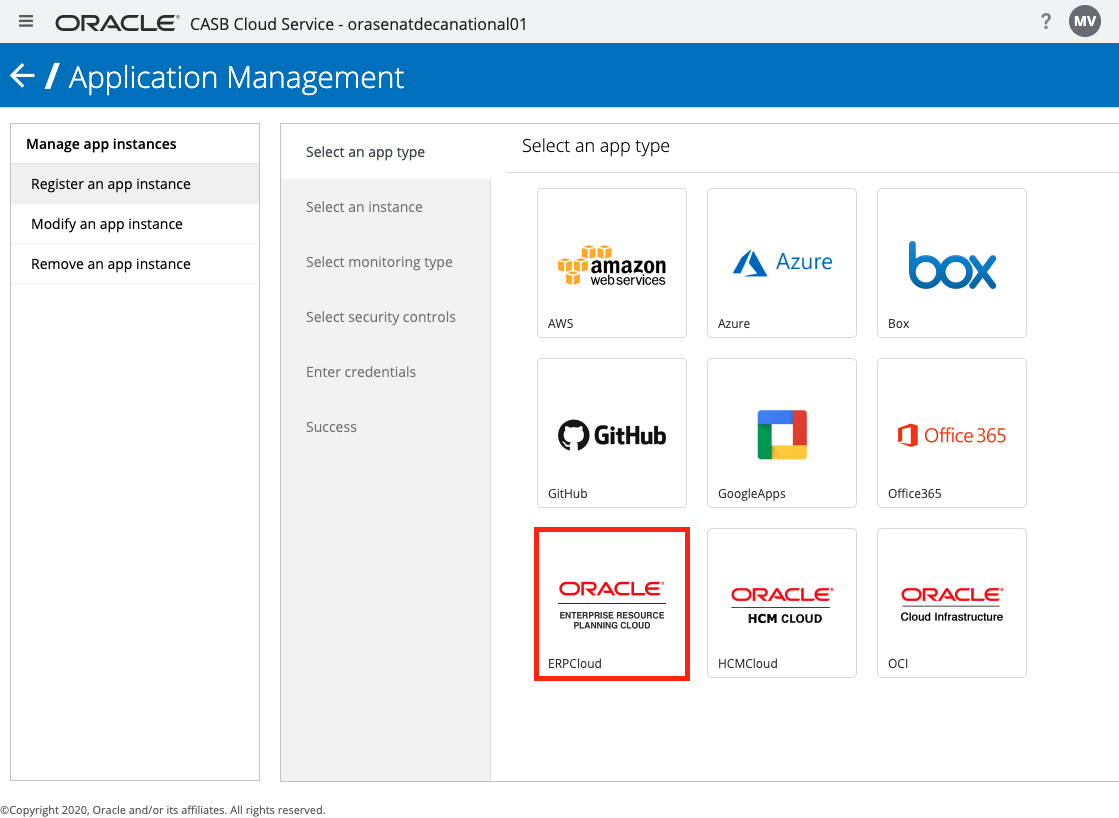 ORACLE® CASB Cloud Service - orasenatdecanational01
? MV
/ Application Management
Manage app instances
Register an app instance
Modify an app instance
Remove an app instance
Select an app type
Select an instance
Select monitoring type
Select security controls
Enter credentials
Success
Select an app type
amazon
web services
AWS
Azure
Azure
box
Box
GitHub
GitHub
GoogleApps
Office 365
Office365
ORACLE®
ENTERPRISE RESOURCE
PLANNING CLOUD
ERPCloud
ORACLE®
HCM CLOUD
HCMCloud
ORACLE®
Cloud Infrastructure
OCI
©Copyright 2020, Oracle and/or its affiliates. All rights reserved.